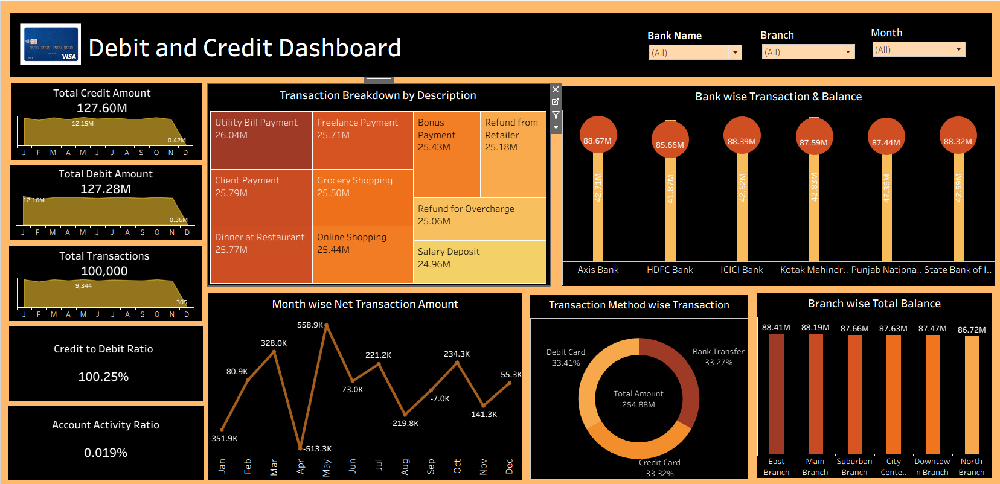 VISA
Debit and Credit Dashboard
Bank Name
(All)
Branch
(All)
Month
(All)
Total Credit Amount
127.60M
12.15M
0.42M
J F M A M J J A S O N D
Total Debit Amount
127.28M
12.16M
0.36M
J F M A M J J A S O N D
Total Transactions
100,000
9,344
305
J F M A M J J A S O N D
Credit to Debit Ratio
100.25%
Account Activity Ratio
0.019%
Transaction Breakdown by Description
Utility Bill Payment
26.04M
Client Payment
25.79M
Dinner at Restaurant
25.77M
Freelance Payment
25.71M
Grocery Shopping
25.50M
Online Shopping
25.44M
Bonus
Payment
25.43M
Refund from
Retailer
25.18M
Refund for Overcharge
25.06M
Salary Deposit
24.96M
Bank wise Transaction & Balance
88.67M 85.66M 88.39M 87.59M 87.44M 88.32M
42.71M 41.87M 42.52M 42.83M 42.36M 42.59M
Axis Bank HDFC Bank ICICI Bank Kotak Mahindr.. Punjab Nationa.. State Bank of I..
Month wise Net Transaction Amount
-351.9K
80.9K
328.0K
-513.3K
558.9K
73.0K
221.2K
-219.8K
-7.0K
234.3K
-141.3K
55.3K
Jan Feb Mar Apr May Jun Jul Aug Sep Oct Nov Dec
Transaction Method wise Transaction
Debit Card
33.41%
Bank Transfer
33.27%
Total Amount
254.88M
Credit Card
33.32%
Branch wise Total Balance
88.41M 88.19M 87.66M 87.63M 87.47M 86.72M
East
Branch
Main
Branch
Suburban
Branch
City
Cente..
Downtow
n Branch
North
Branch